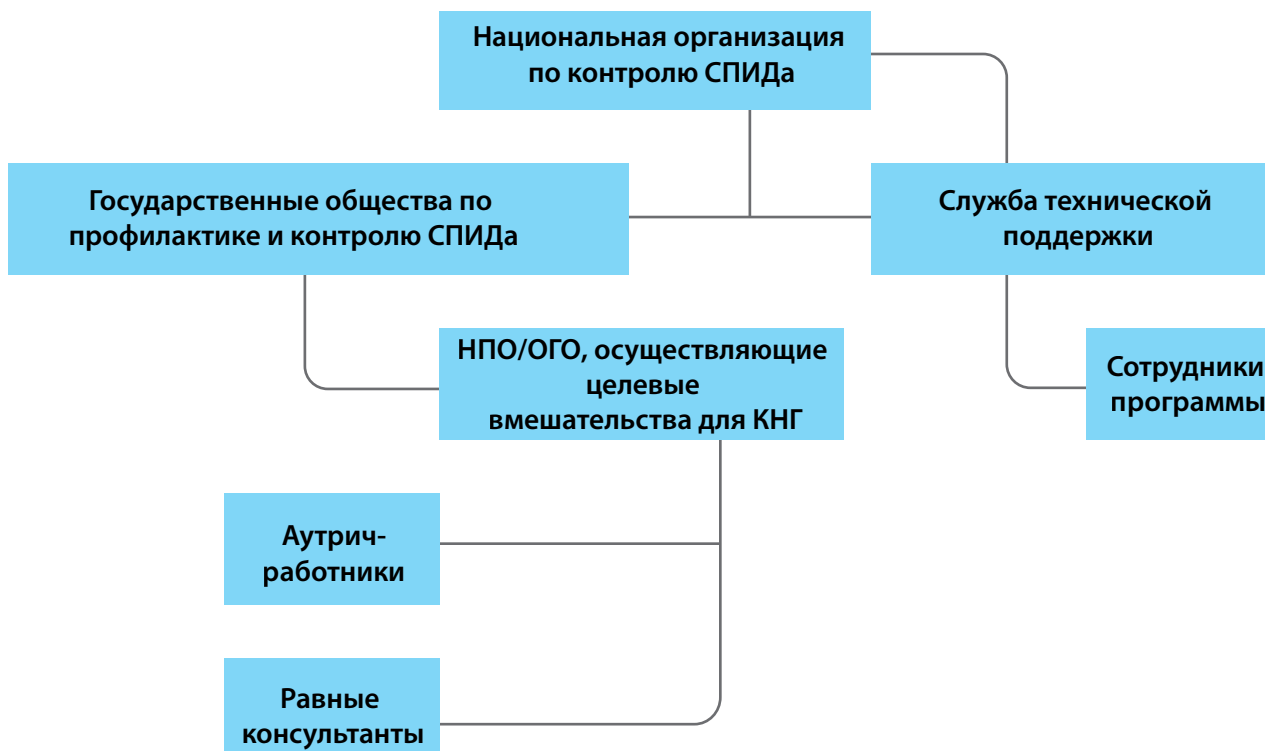 Национальная организация
по контролю СПИДа
Государственные общества по
профилактике и контролю СПИДа
Служба технической
поддержки
НПО/ОГО, осуществляющие
целевые
вмешательства для КНГ
Сотрудники
программы
Аутрич-
работники
Равные
консультанты